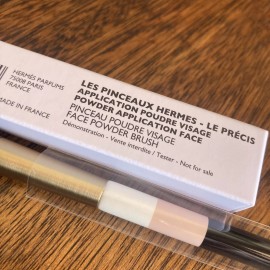 HERMÈS PARFUMS
75008 PARIS
FRANCE
MADE IN FRANCE
LES PINCEAUX HERMÈS - LE PRÉCIS
APPLICATION POUDRE VISAGE
POWDER APPLICATION FACE
PINCEAU POUDRE VISAGE
FACE POWDER BRUSH
Démonstration - Vente interdite / Tester - Not for sale